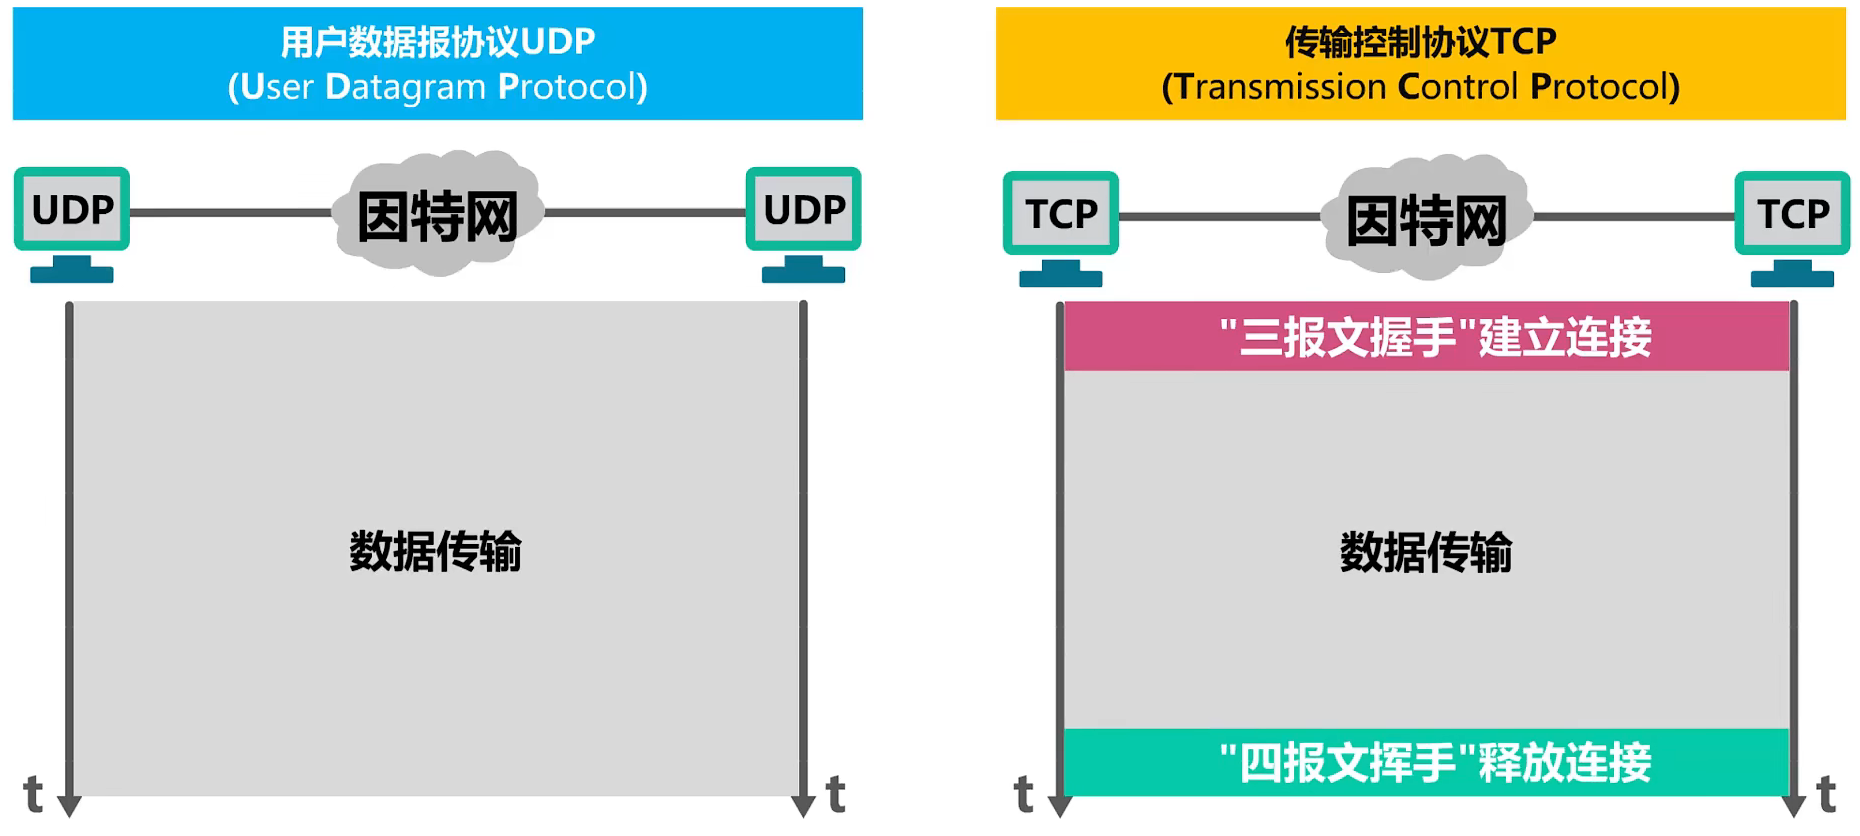 用户数据报协议UDP
(User Datagram Protocol)
UDP
因特网
UDP
数据传输
t
t
传输控制协议TCP
(Transmission Control Protocol)
TCP
因特网
TCP
"三报文握手"建立连接
数据传输
"四报文挥手"释放连接
t
t